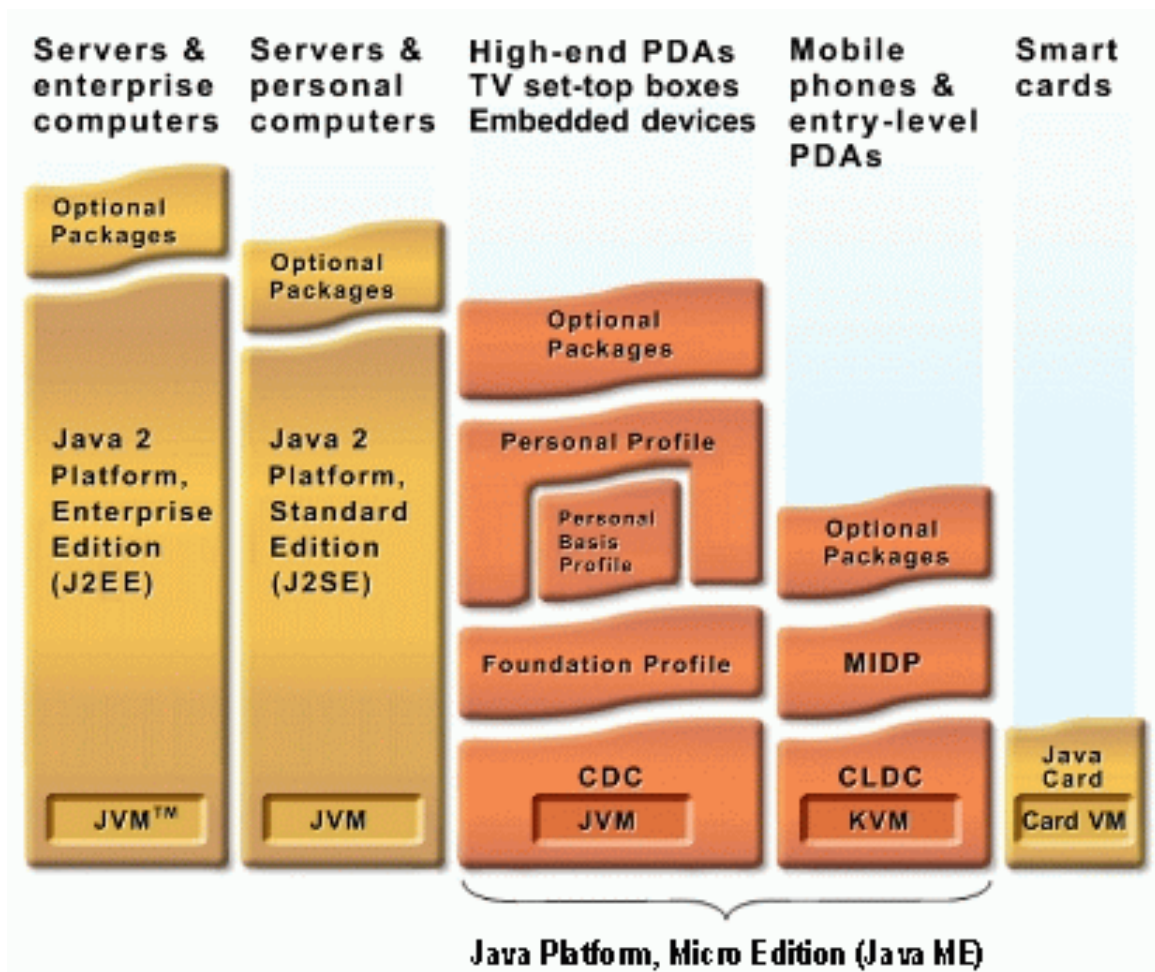 Servers &
enterprise
computers
Servers &
personal
computers
High-end PDAs
TV set-top boxes
Embedded devices
Mobile
phones &
entry-level
PDAs
Smart
cards
Optional
Packages
Java 2
Platform,
Enterprise
Edition
(J2EE)
JVM™
Optional
Packages
Java 2
Platform,
Standard
Edition
(J2SE)
JVM
Optional
Packages
Personal Profile
Personal
Basis
Profile
Foundation Profile
CDC
JVM
Optional
Packages
MIDP
CLDC
KVM
Java
Card
Card VM
Java Platform, Micro Edition (Java ME)